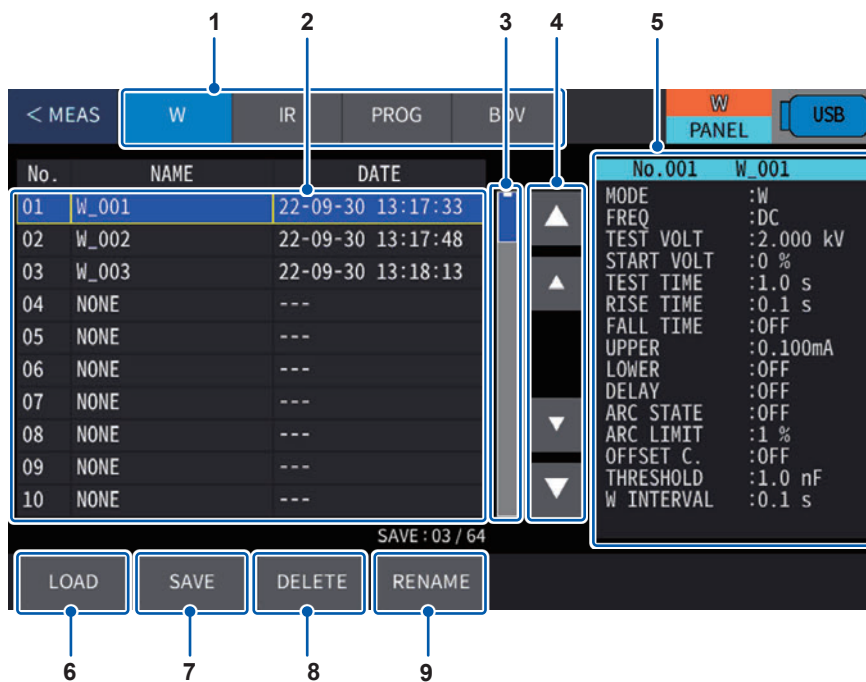 1 2 3 4 5
< MEAS W IR PROG BDV W PANEL USB
No. NAME DATE
01 W_001 22-09-30 13:17:33
02 W_002 22-09-30 13:17:48
03 W_003 22-09-30 13:18:13
04 NONE ---
05 NONE ---
06 NONE ---
07 NONE ---
08 NONE ---
09 NONE ---
10 NONE ---
SAVE : 03 / 64
No.001 W_001
MODE :W
FREQ :DC
TEST VOLT :2.000 kV
START VOLT :0 %
TEST TIME :1.0 s
RISE TIME :0.1 s
FALL TIME :OFF
UPPER :0.100mA
LOWER :OFF
DELAY :OFF
ARC STATE :OFF
ARC LIMIT :1 %
OFFSET C. :OFF
THRESHOLD :1.0 nF
W INTERVAL :0.1 s
LOAD SAVE DELETE RENAME
6 7 8 9